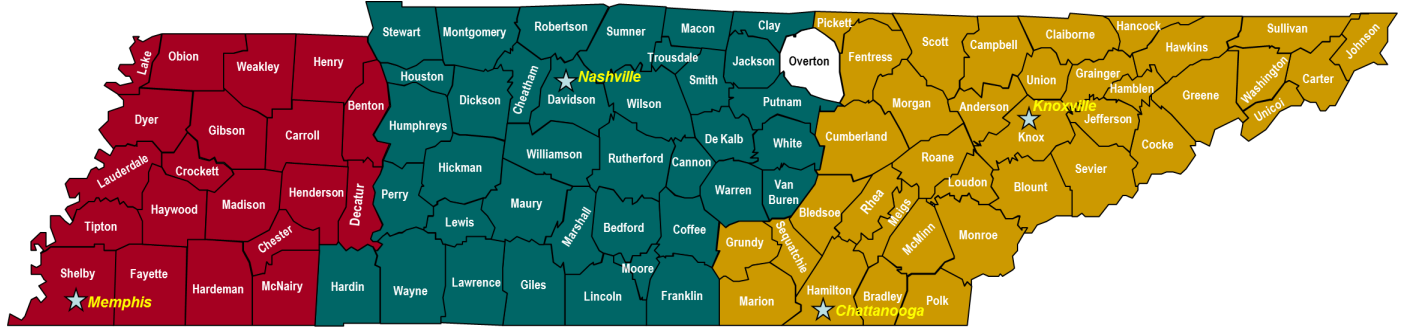 Stewart
Montgomery
Robertson
Sumner
Macon
Clay
Pickett
Scott
Campbell
Claiborne
Hancock
Hawkins
Sullivan
Johnson
Lake
Obion
Weakley
Henry
Houston
Cheatham
Nashville
Davidson
Trousdale
Smith
Jackson
Overton
Fentress
Union
Grainger
Hamblen
Washington
Carter
Unicoi
Greene
Benton
Dickson
Wilson
Putnam
Morgan
Anderson
Knoxville
Knox
Jefferson
Cocke
Dyer
Gibson
Carroll
Humphreys
De Kalb
White
Cumberland
Lauderdale
Crockett
Hickman
Williamson
Rutherford
Cannon
Roane
Loudon
Blount
Sevier
Haywood
Madison
Henderson
Decatur
Perry
Lewis
Maury
Marshall
Bedford
Coffee
Warren
Van
Buren
Bledsoe
Rhea
Meigs
McMinn
Monroe
Tipton
Chester
Grundy
Sequatchie
Shelby
Memphis
Fayette
Hardeman
McNairy
Hardin
Wayne
Lawrence
Giles
Moore
Lincoln
Franklin
Marion
Hamilton
Chattanooga
Bradley
Polk